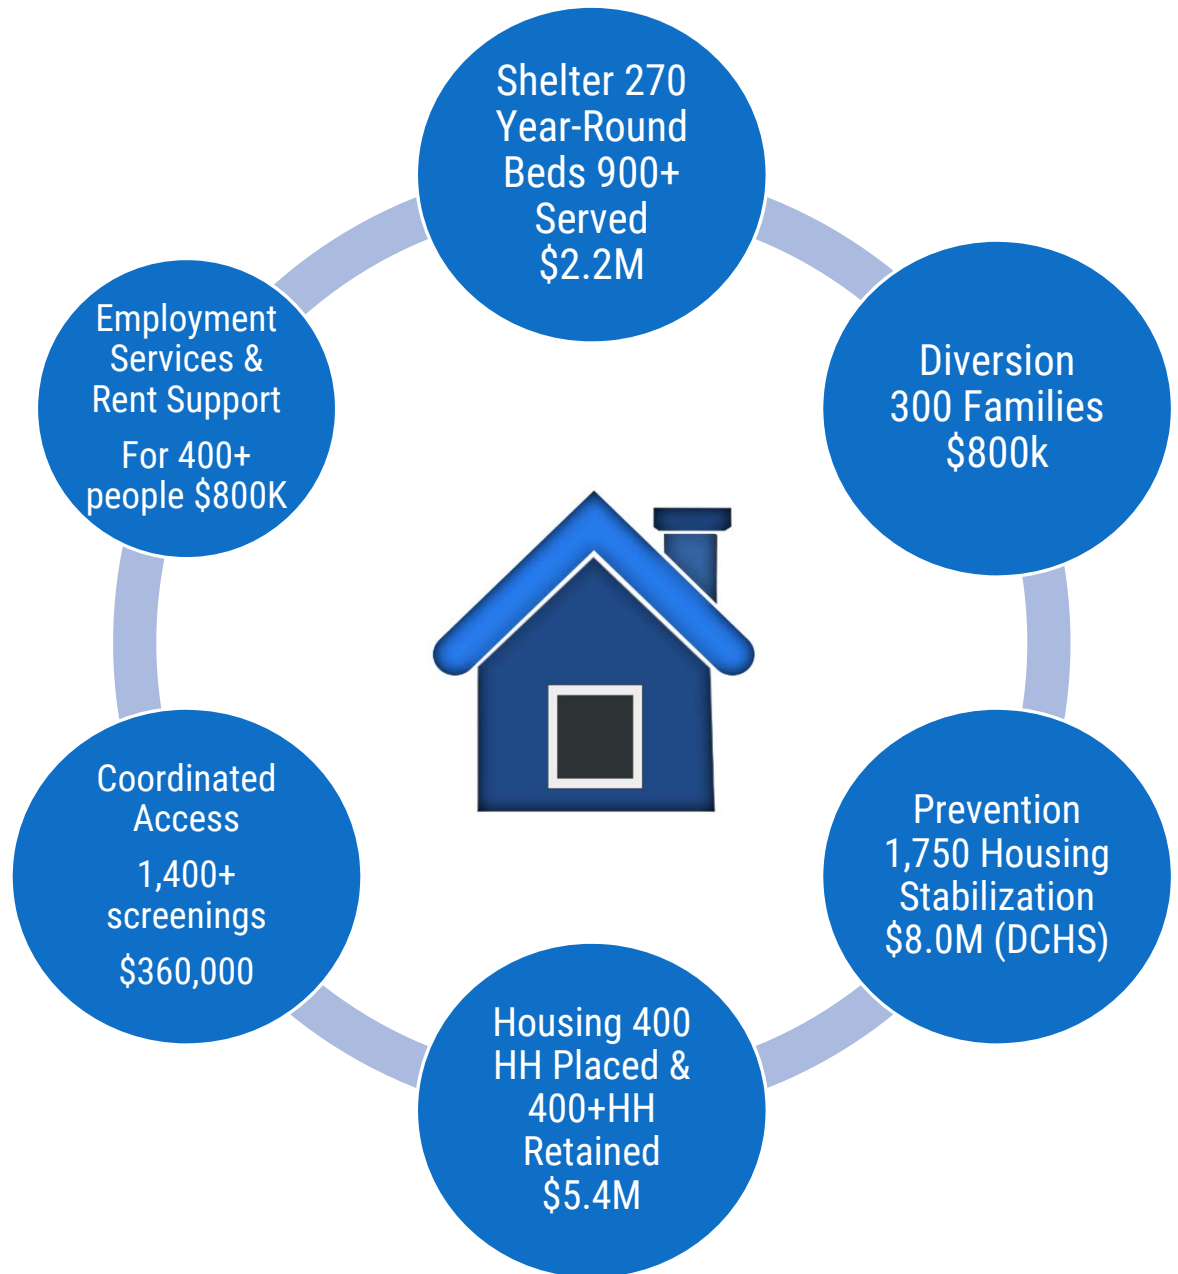 Shelter 270
Year-Round
Beds 900+
Served
$2.2M
Diversion
300 Families
$800k
Prevention
1,750 Housing
Stabilization
$8.0M (DCHS)
Housing 400
HH Placed &
400+HH
Retained
$5.4M
Coordinated
Access
1,400+
screenings
$360,000
Employment
Services &
Rent Support
For 400+
people $800K